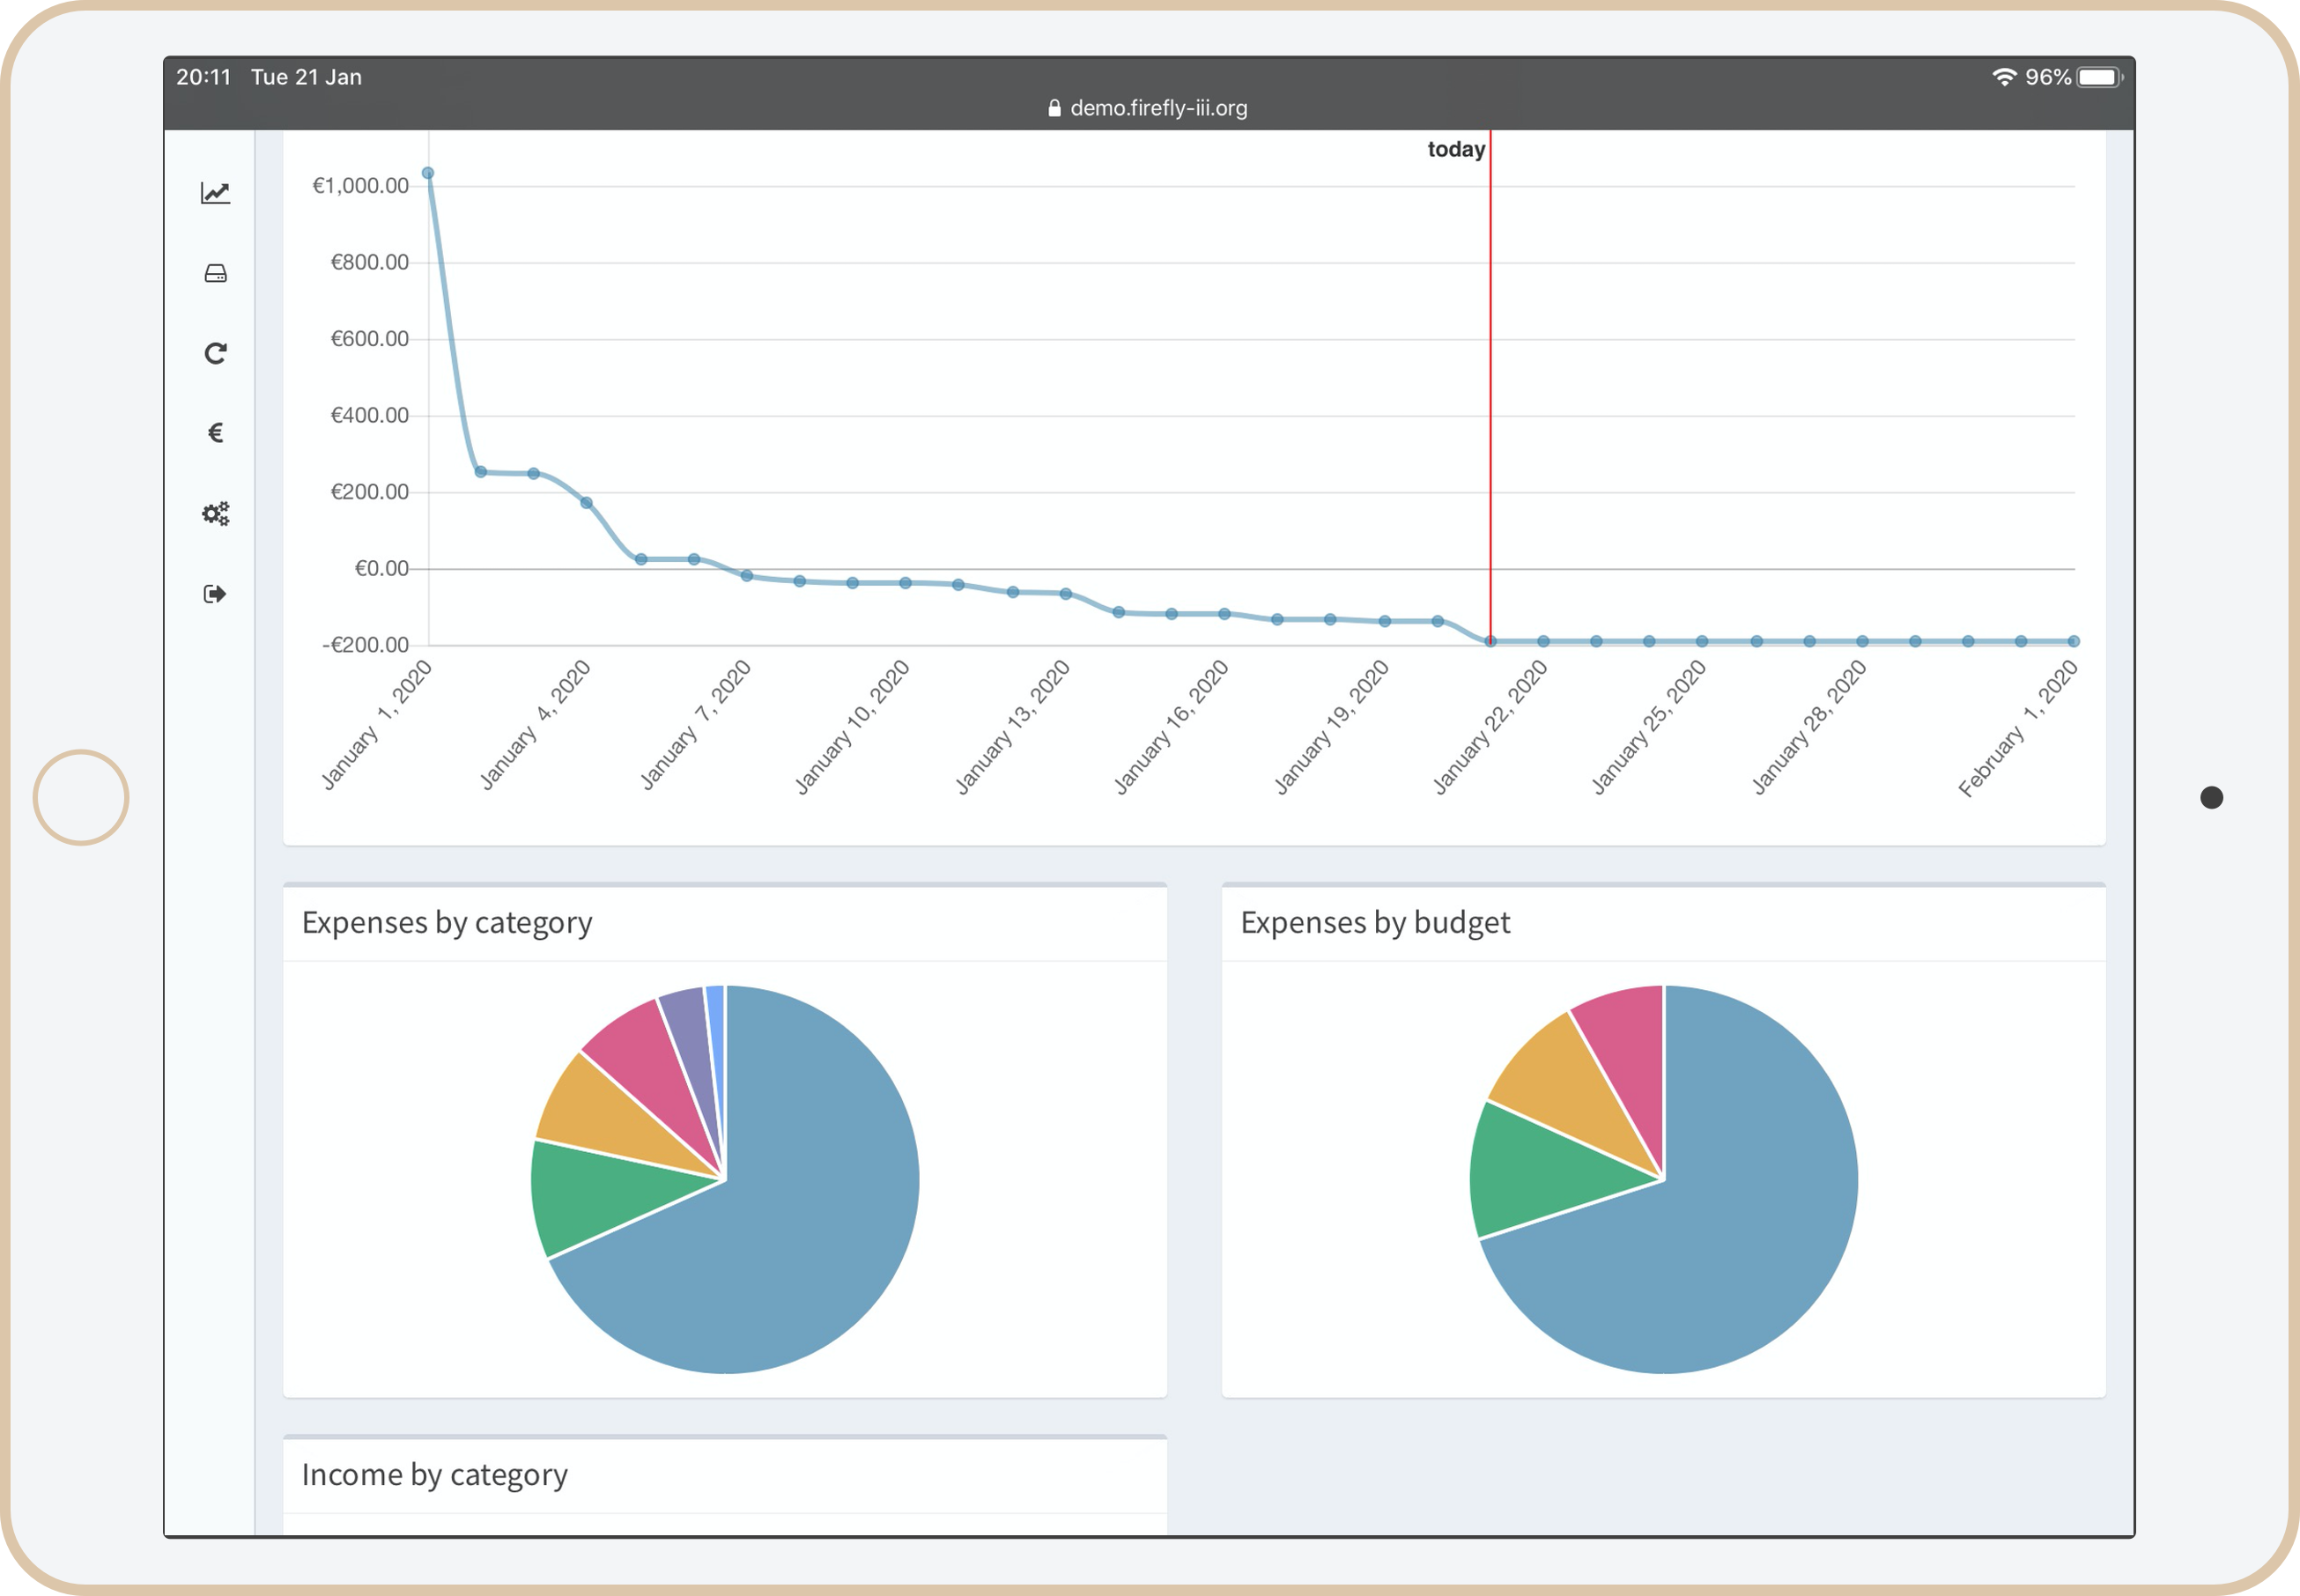 20:11 Tue 21 Jan
96%
demo.firefly-iii.org
today
€1,000.00
€800.00
€600.00
€400.00
€200.00
€0.00
-€200.00
January 1, 2020
January 4, 2020
January 7, 2020
January 10, 2020
January 13, 2020
January 16, 2020
January 19, 2020
January 22, 2020
January 25, 2020
January 28, 2020
February 1, 2020
Expenses by category
Expenses by budget
Income by category